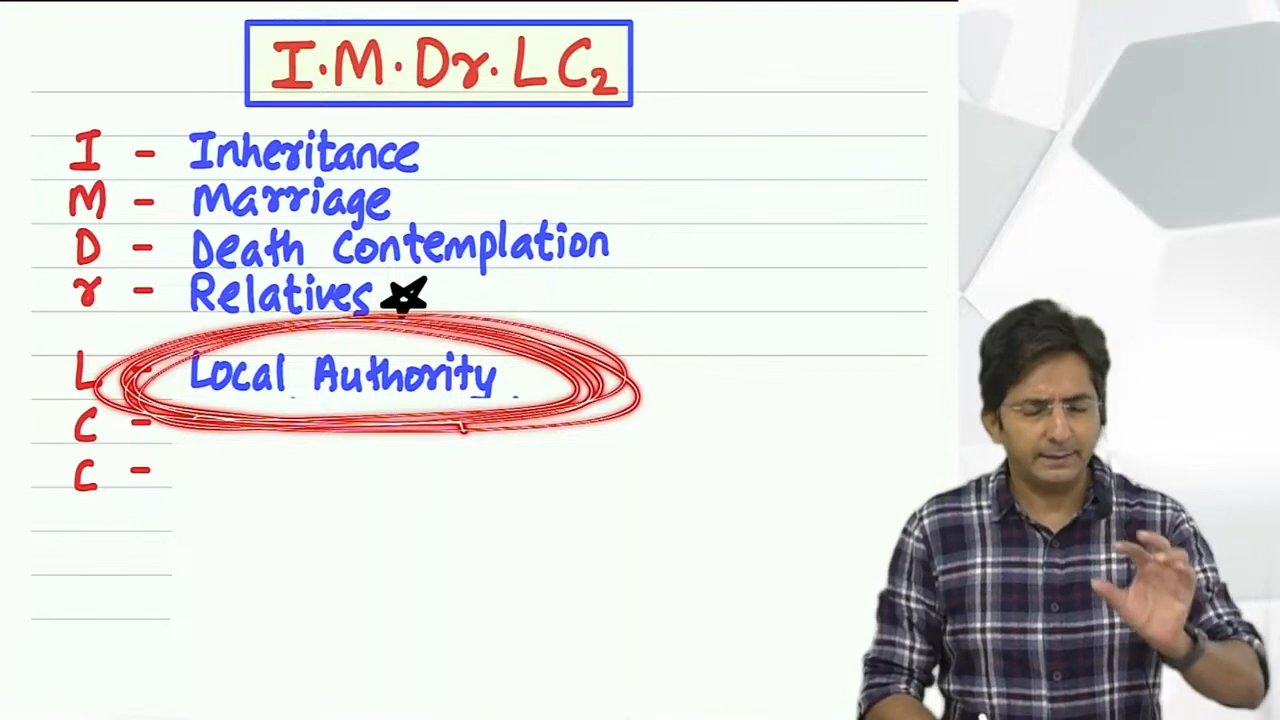 I.M.Dr.LC2
I - Inheritance
M - Marriage
D - Death Contemplation
r - Relatives
L - Local Authority
C -
C -